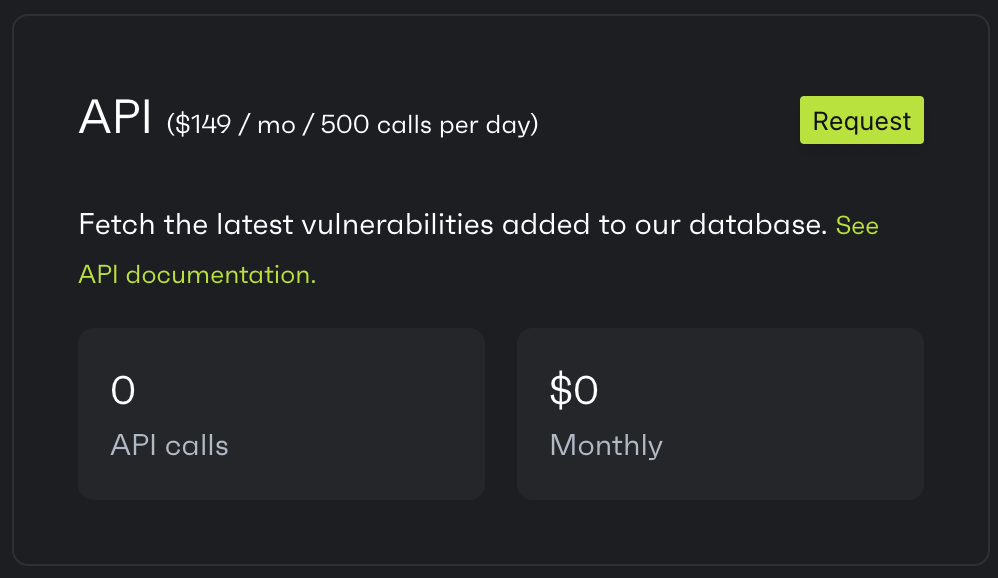 API ($149 / mo / 500 calls per day)
Request
Fetch the latest vulnerabilities added to our database. See
API documentation.
0
API calls
$0
Monthly